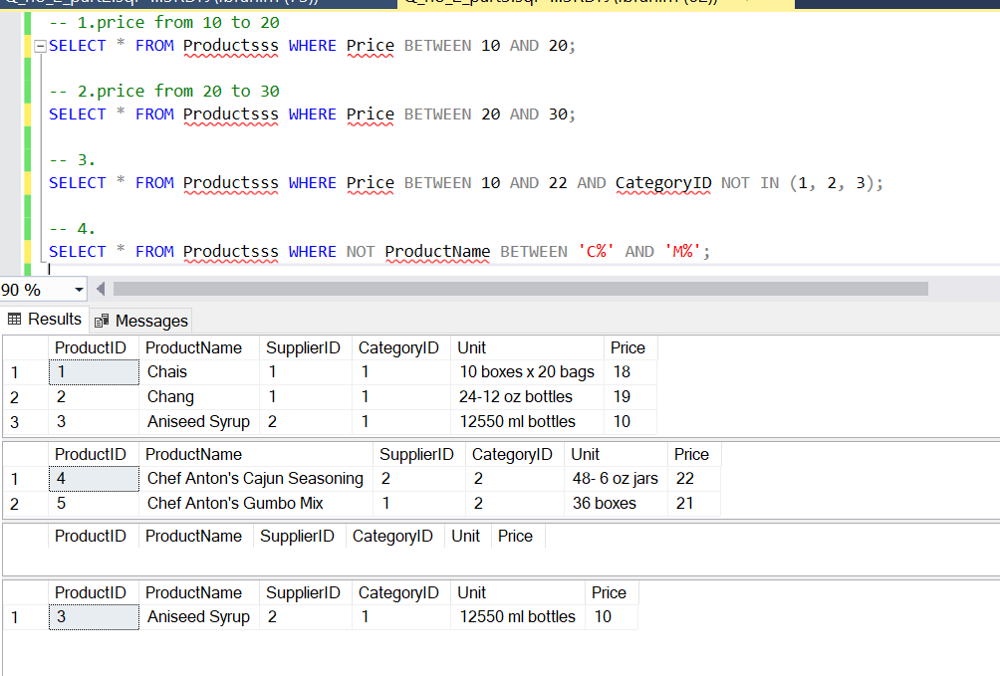 -- 1.price from 10 to 20
SELECT * FROM Productsss WHERE Price BETWEEN 10 AND 20;
-- 2.price from 20 to 30
SELECT * FROM Productsss WHERE Price BETWEEN 20 AND 30;
-- 3.
SELECT * FROM Productsss WHERE Price BETWEEN 10 AND 22 AND CategoryID NOT IN (1, 2, 3);
-- 4.
SELECT * FROM Productsss WHERE NOT ProductName BETWEEN 'C%' AND 'M%';
90 %
Results Messages
ProductID ProductName SupplierID CategoryID Unit Price
1 1 Chais 1 1 10 boxes x 20 bags 18
2 2 Chang 1 1 24-12 oz bottles 19
3 3 Aniseed Syrup 2 1 12550 ml bottles 10
ProductID ProductName SupplierID CategoryID Unit Price
1 4 Chef Anton's Cajun Seasoning 2 2 48- 6 oz jars 22
2 5 Chef Anton's Gumbo Mix 1 2 36 boxes 21
ProductID ProductName SupplierID CategoryID Unit Price
ProductID ProductName SupplierID CategoryID Unit Price
1 3 Aniseed Syrup 2 1 12550 ml bottles 10